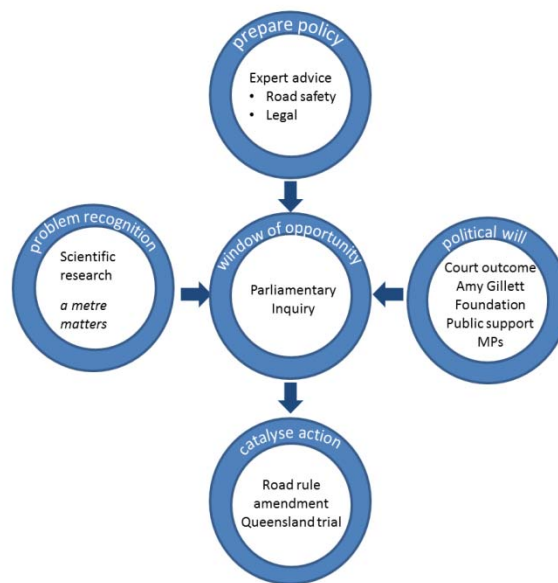 prepare policy
Expert advice
• Road safety
• Legal
problem recognition
Scientific
research
a metre
matters
window of opportunity
Parliamentary
Inquiry
political will
Court outcome
Amy Gillett
Foundation
Public support
MPs
catalyse action
Road rule
amendment
Queensland trial